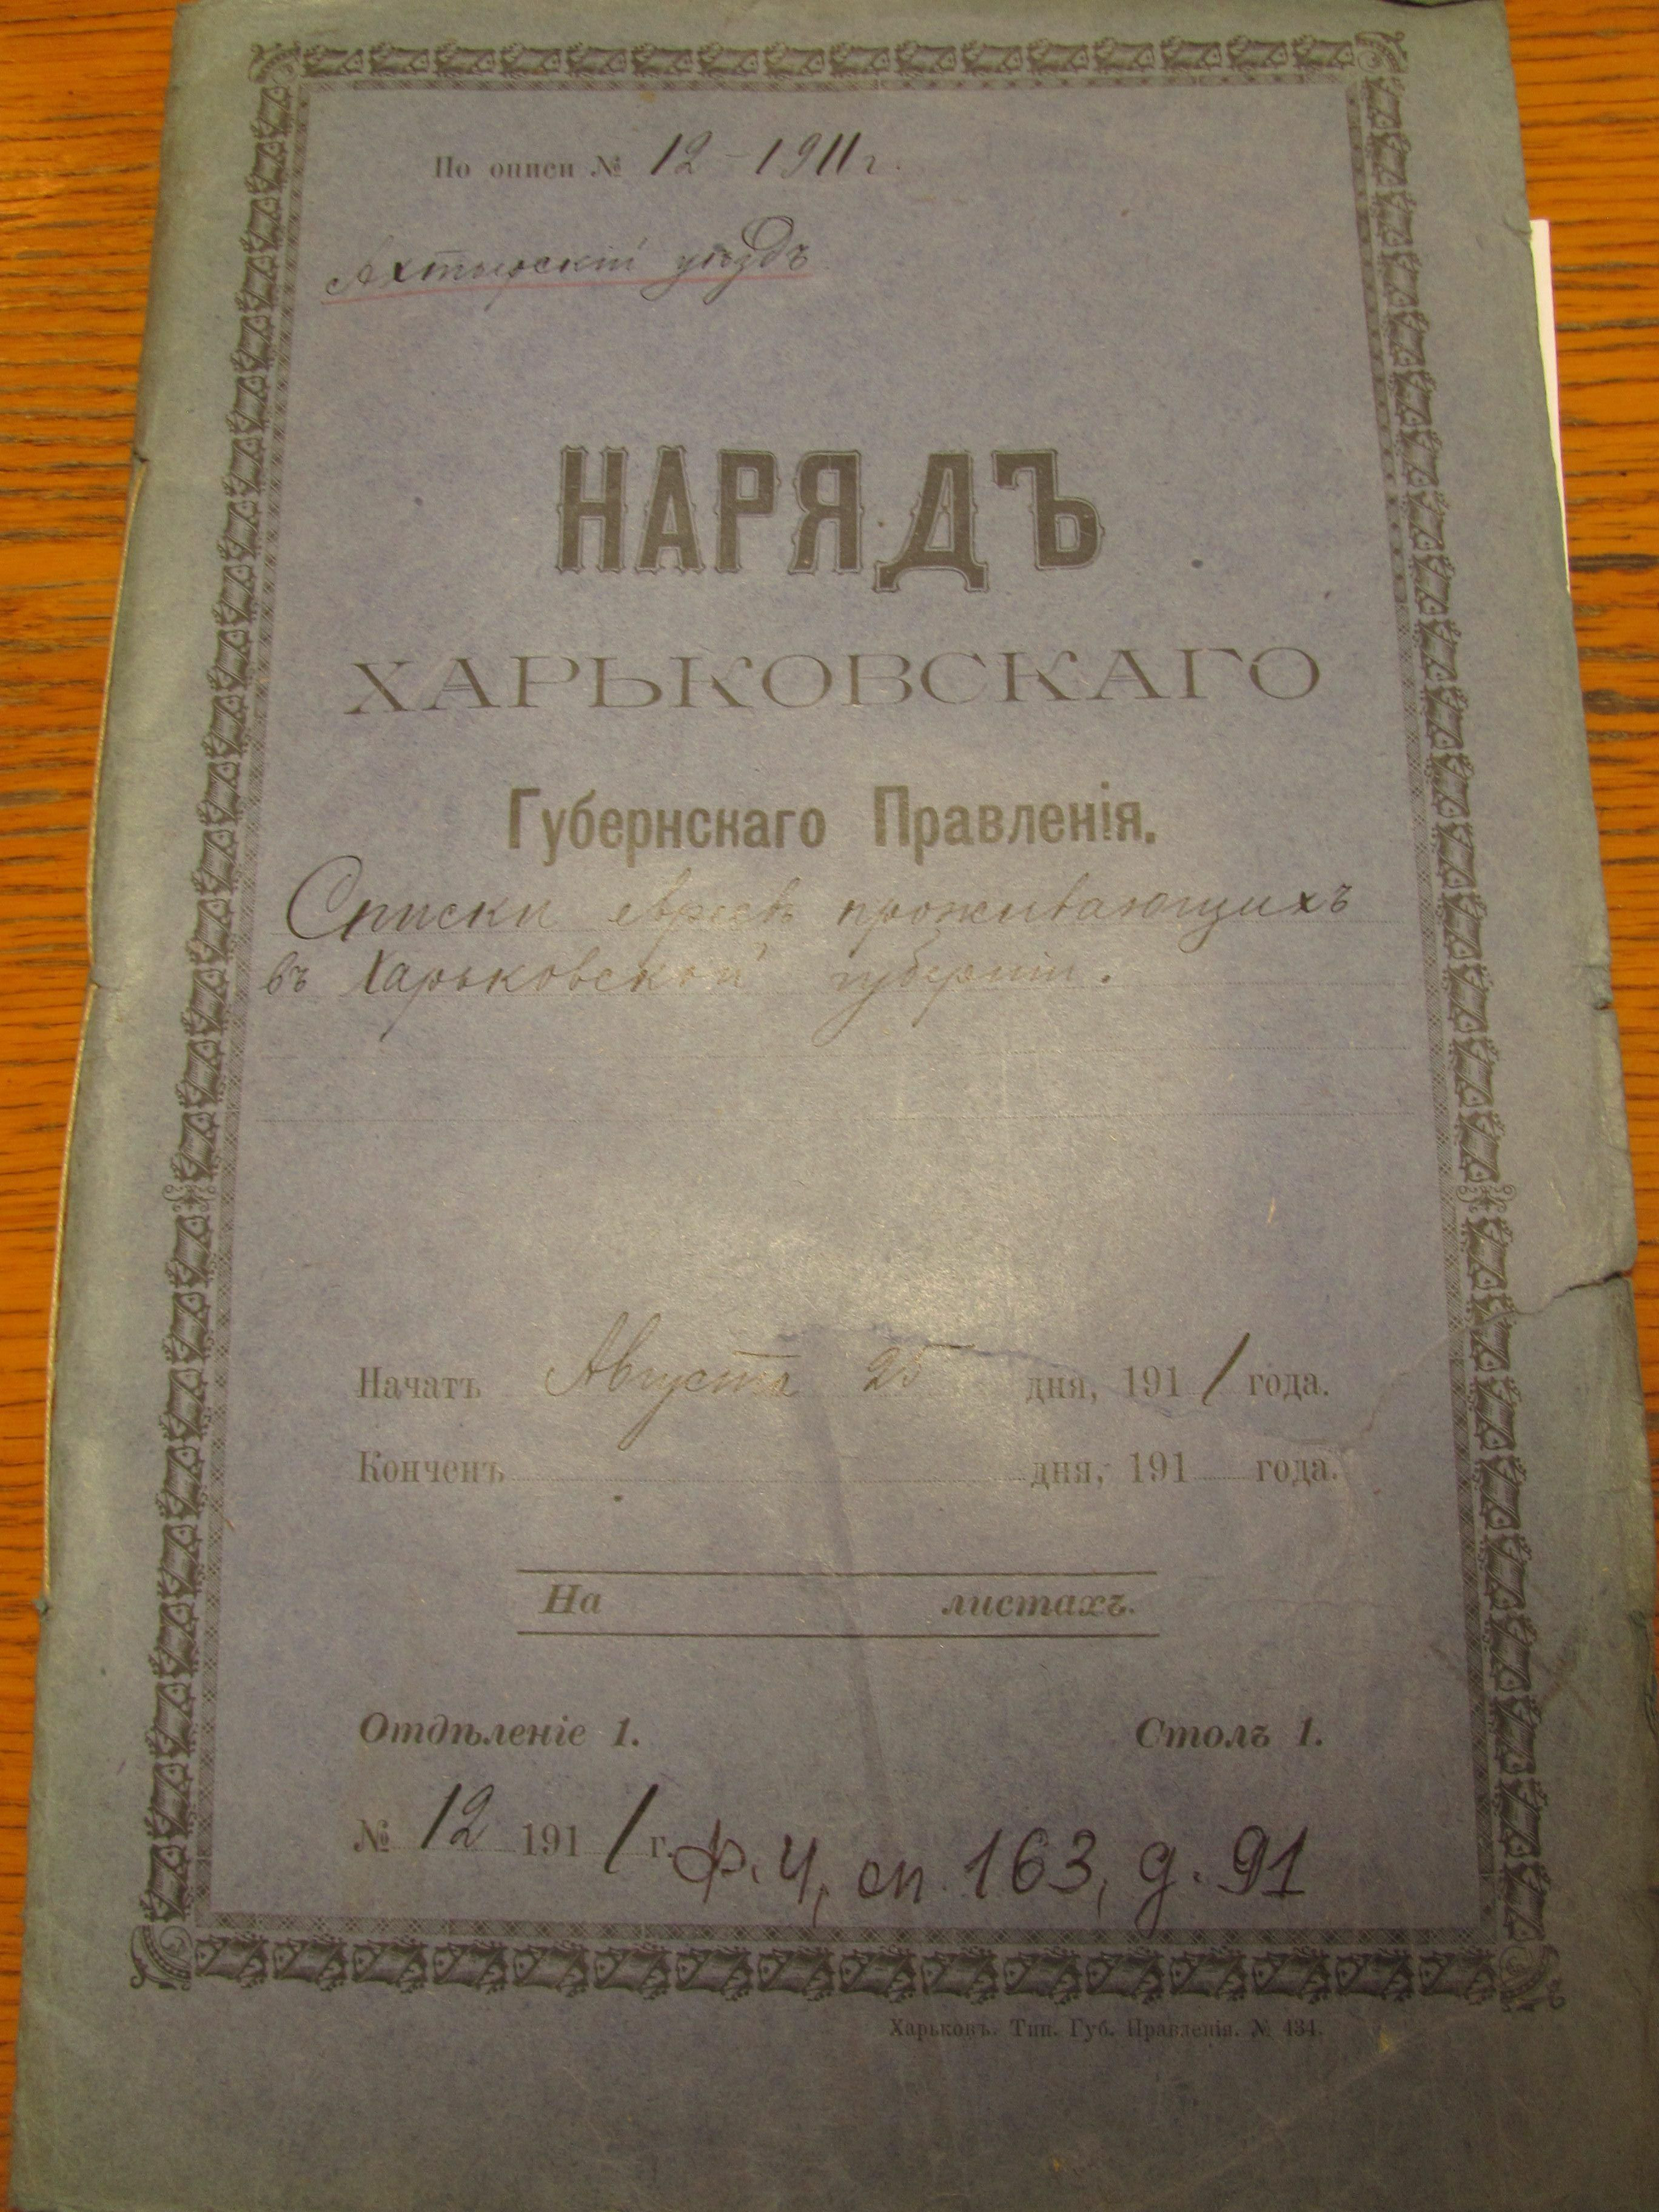 По описи № 12 – 1911 г.
Ахтырскій уѣздъ
НАРЯДЪ
ХАРЬКОВСКАГО
Губернскаго Правленія.
Списки евреевъ проживающихъ
въ Харьковской губерніи.
Начатъ Августа 25 дня, 1911 года.
Конченъ дня, 191 года.
На листахъ.
Отдѣленіе 1. Столъ 1.
№ 12 1911 г. Ф. 4, оп. 163, д. 91
Харьковъ. Тип. Губ. Правленія. № 434.